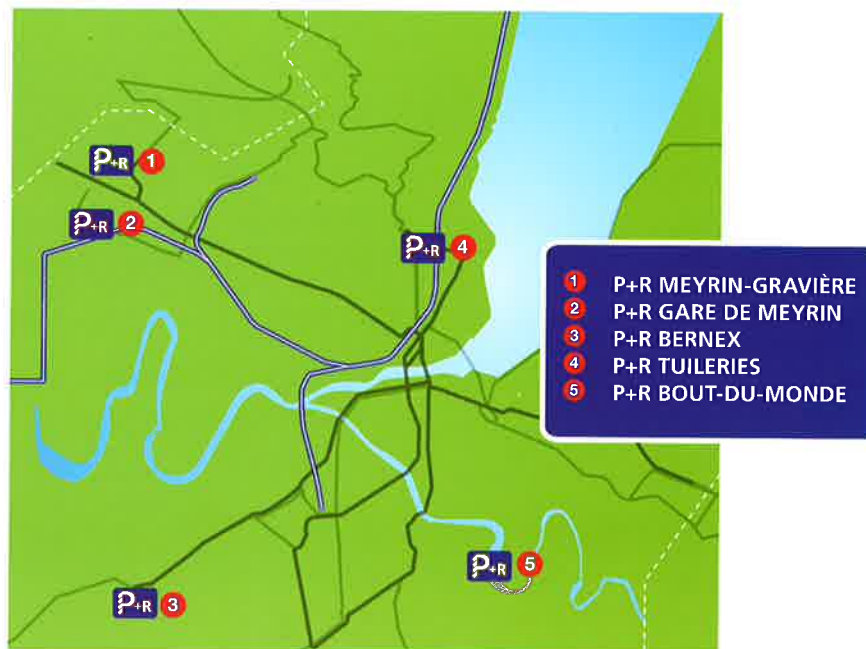 P+R 1
P+R 2
P+R 4
1 P+R MEYRIN-GRAVIÈRE
2 P+R GARE DE MEYRIN
3 P+R BERNEX
4 P+R TUILERIES
5 P+R BOUT-DU-MONDE
P+R 5
P+R 3